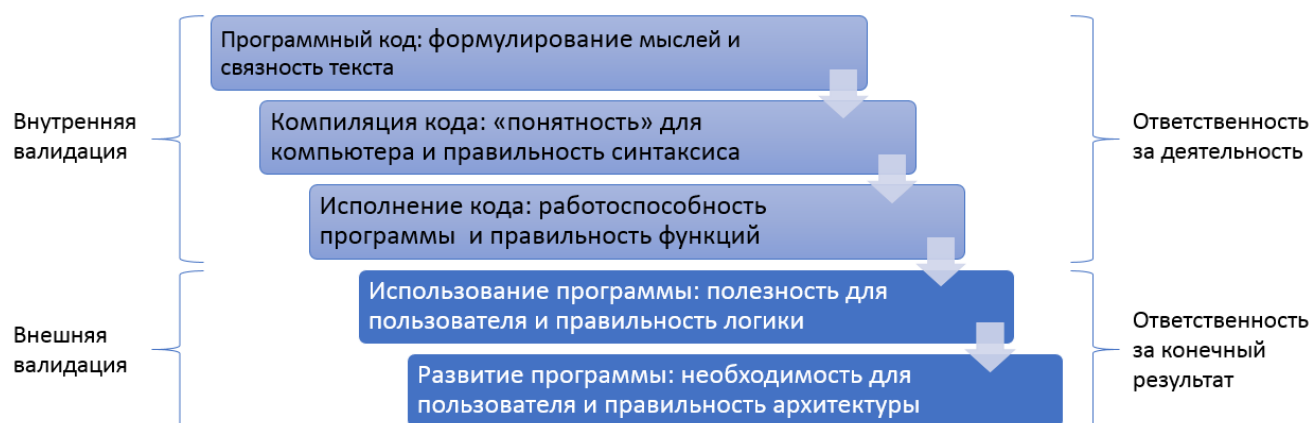 Программный код: формулирование мыслей и
связность текста
Внутренняя
валидация
Компиляция кода: «понятность» для
компьютера и правильность синтаксиса
Ответственность
за деятельность
Исполнение кода: работоспособность
программы и правильность функций
Использование программы: полезность для
пользователя и правильность логики
Внешняя
валидация
Ответственность
за конечный
результат
Развитие программы: необходимость для
пользователя и правильность архитектуры